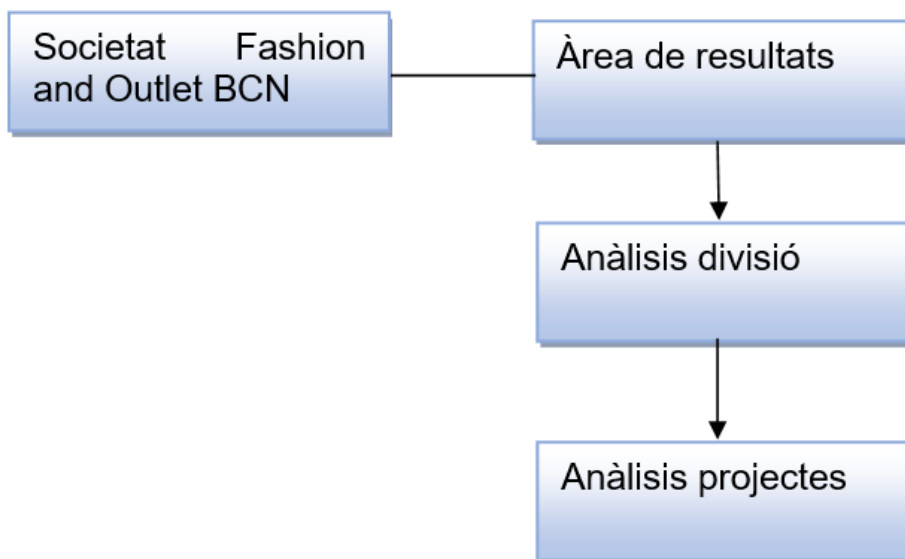 Societat Fashion
and Outlet BCN
Àrea de resultats
Anàlisis divisió
Anàlisis projectes